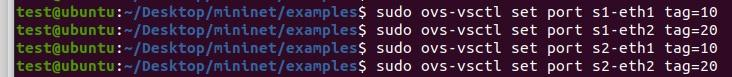 test@ubuntu:~/Desktop/mininet/examples$ sudo ovs-vsctl set port s1-eth1 tag=10
test@ubuntu:~/Desktop/mininet/examples$ sudo ovs-vsctl set port s1-eth2 tag=20
test@ubuntu:~/Desktop/mininet/examples$ sudo ovs-vsctl set port s2-eth1 tag=10
test@ubuntu:~/Desktop/mininet/examples$ sudo ovs-vsctl set port s2-eth2 tag=20